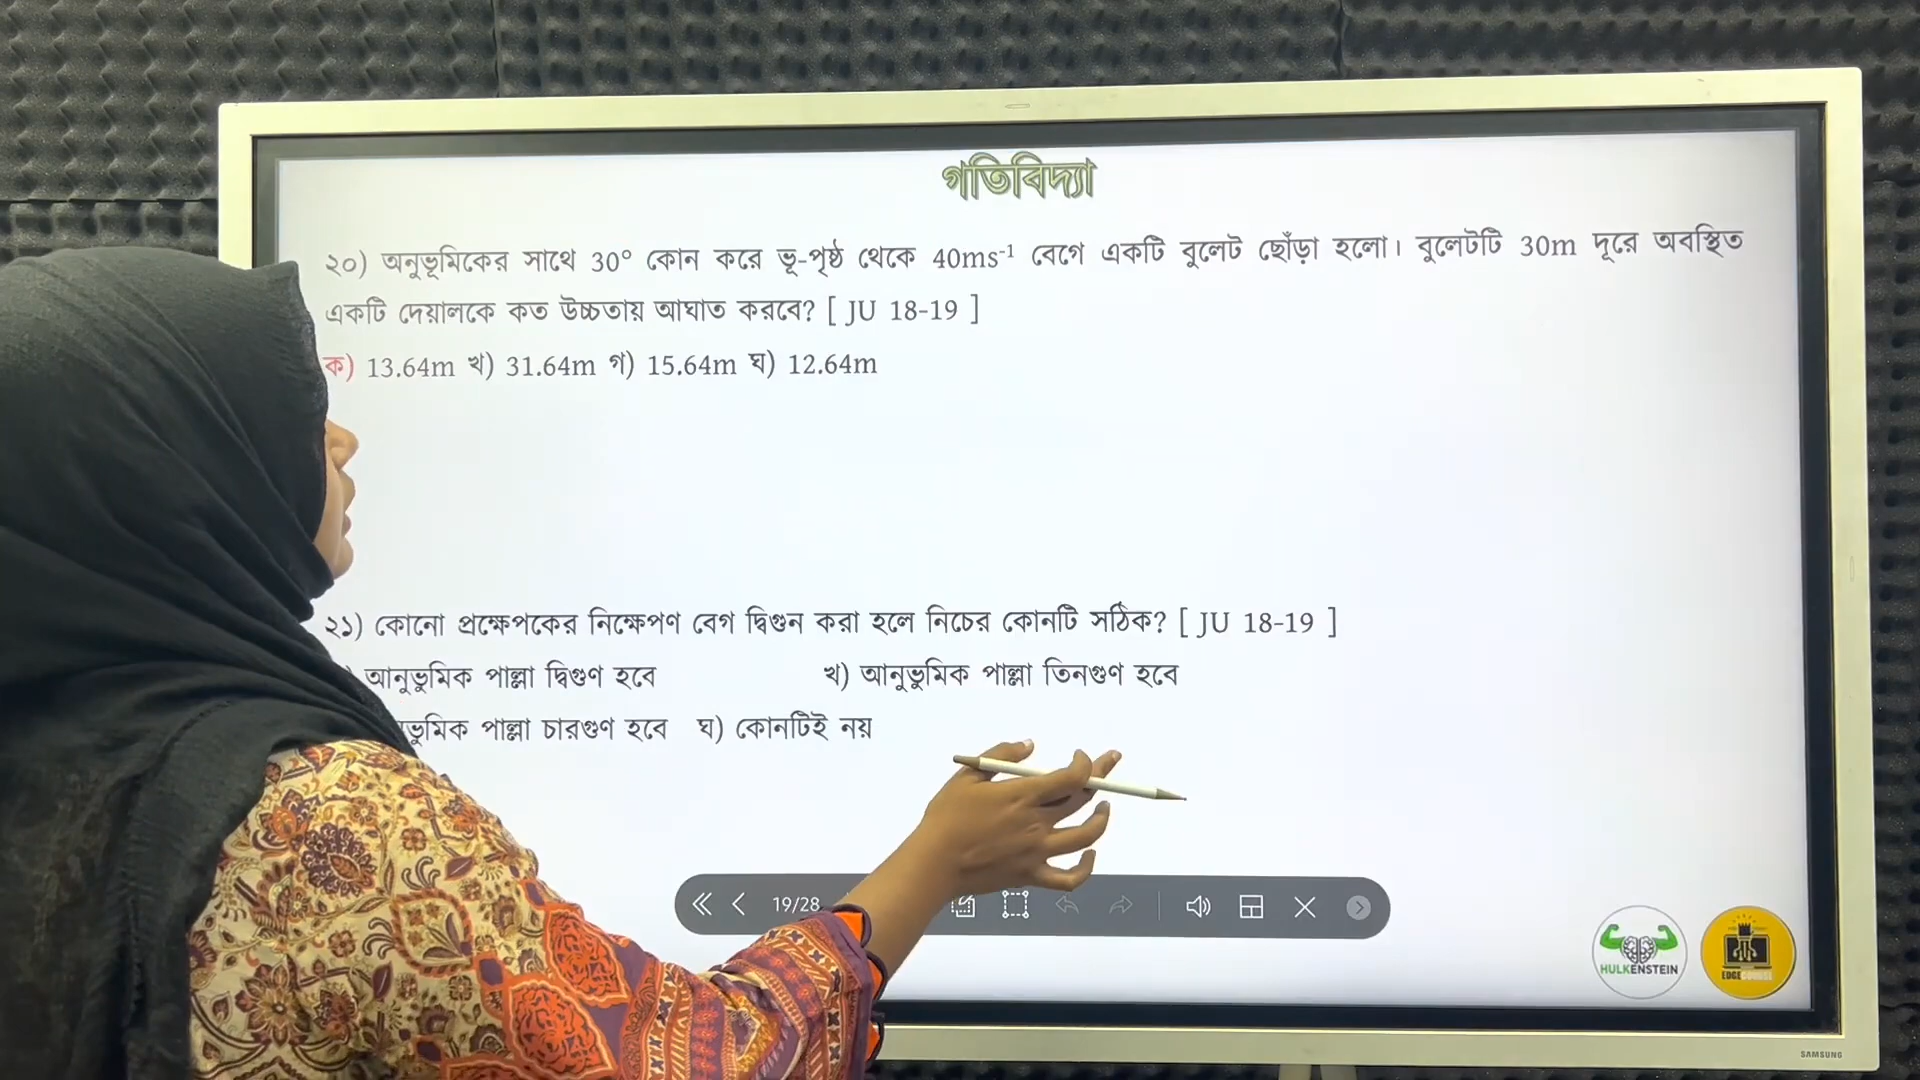 গতিবিদ্যা
২০) অনুভূমিকের সাথে 30° কোন করে ভূ-পৃষ্ঠ থেকে 40ms⁻¹ বেগে একটি বুলেট ছোঁড়া হলো। বুলেটটি 30m দূরে অবস্থিত
একটি দেয়ালকে কত উচ্চতায় আঘাত করবে? [ JU 18-19 ]
ক) 13.64m খ) 31.64m গ) 15.64m ঘ) 12.64m
২১) কোনো প্রক্ষেপকের নিক্ষেপণ বেগ দ্বিগুন করা হলে নিচের কোনটি সঠিক? [ JU 18-19 ]
আনুভুমিক পাল্লা দ্বিগুণ হবে খ) আনুভুমিক পাল্লা তিনগুণ হবে
পাল্লা চারগুণ হবে ঘ) কোনটিই নয়
19/28
HULKENSTEIN
SAMSUNG